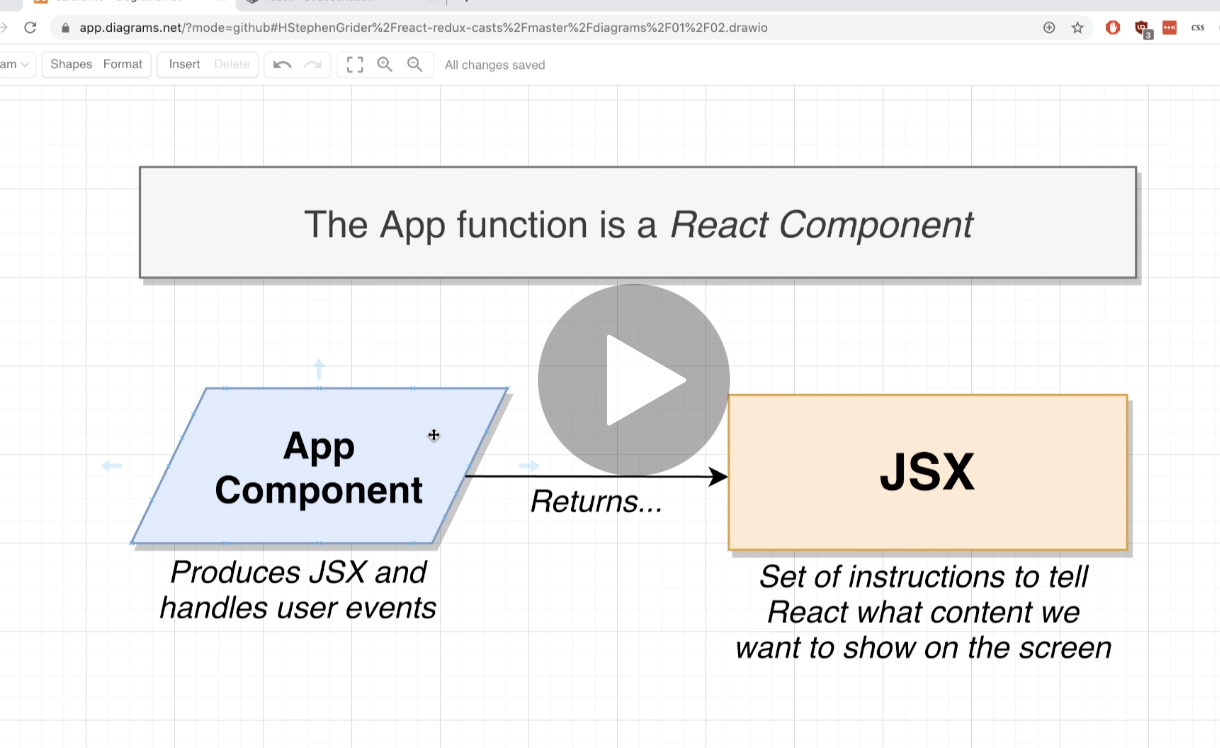 app.diagrams.net/?mode=github#HStephenGrider%2Freact-redux-casts%2Fmaster%2Fdiagrams%2F01%2F02.drawio
3
CSS
am Shapes Format Insert Delete All changes saved
The App function is a React Component
App
Component
Returns...
JSX
Produces JSX and
handles user events
Set of instructions to tell
React what content we
want to show on the screen